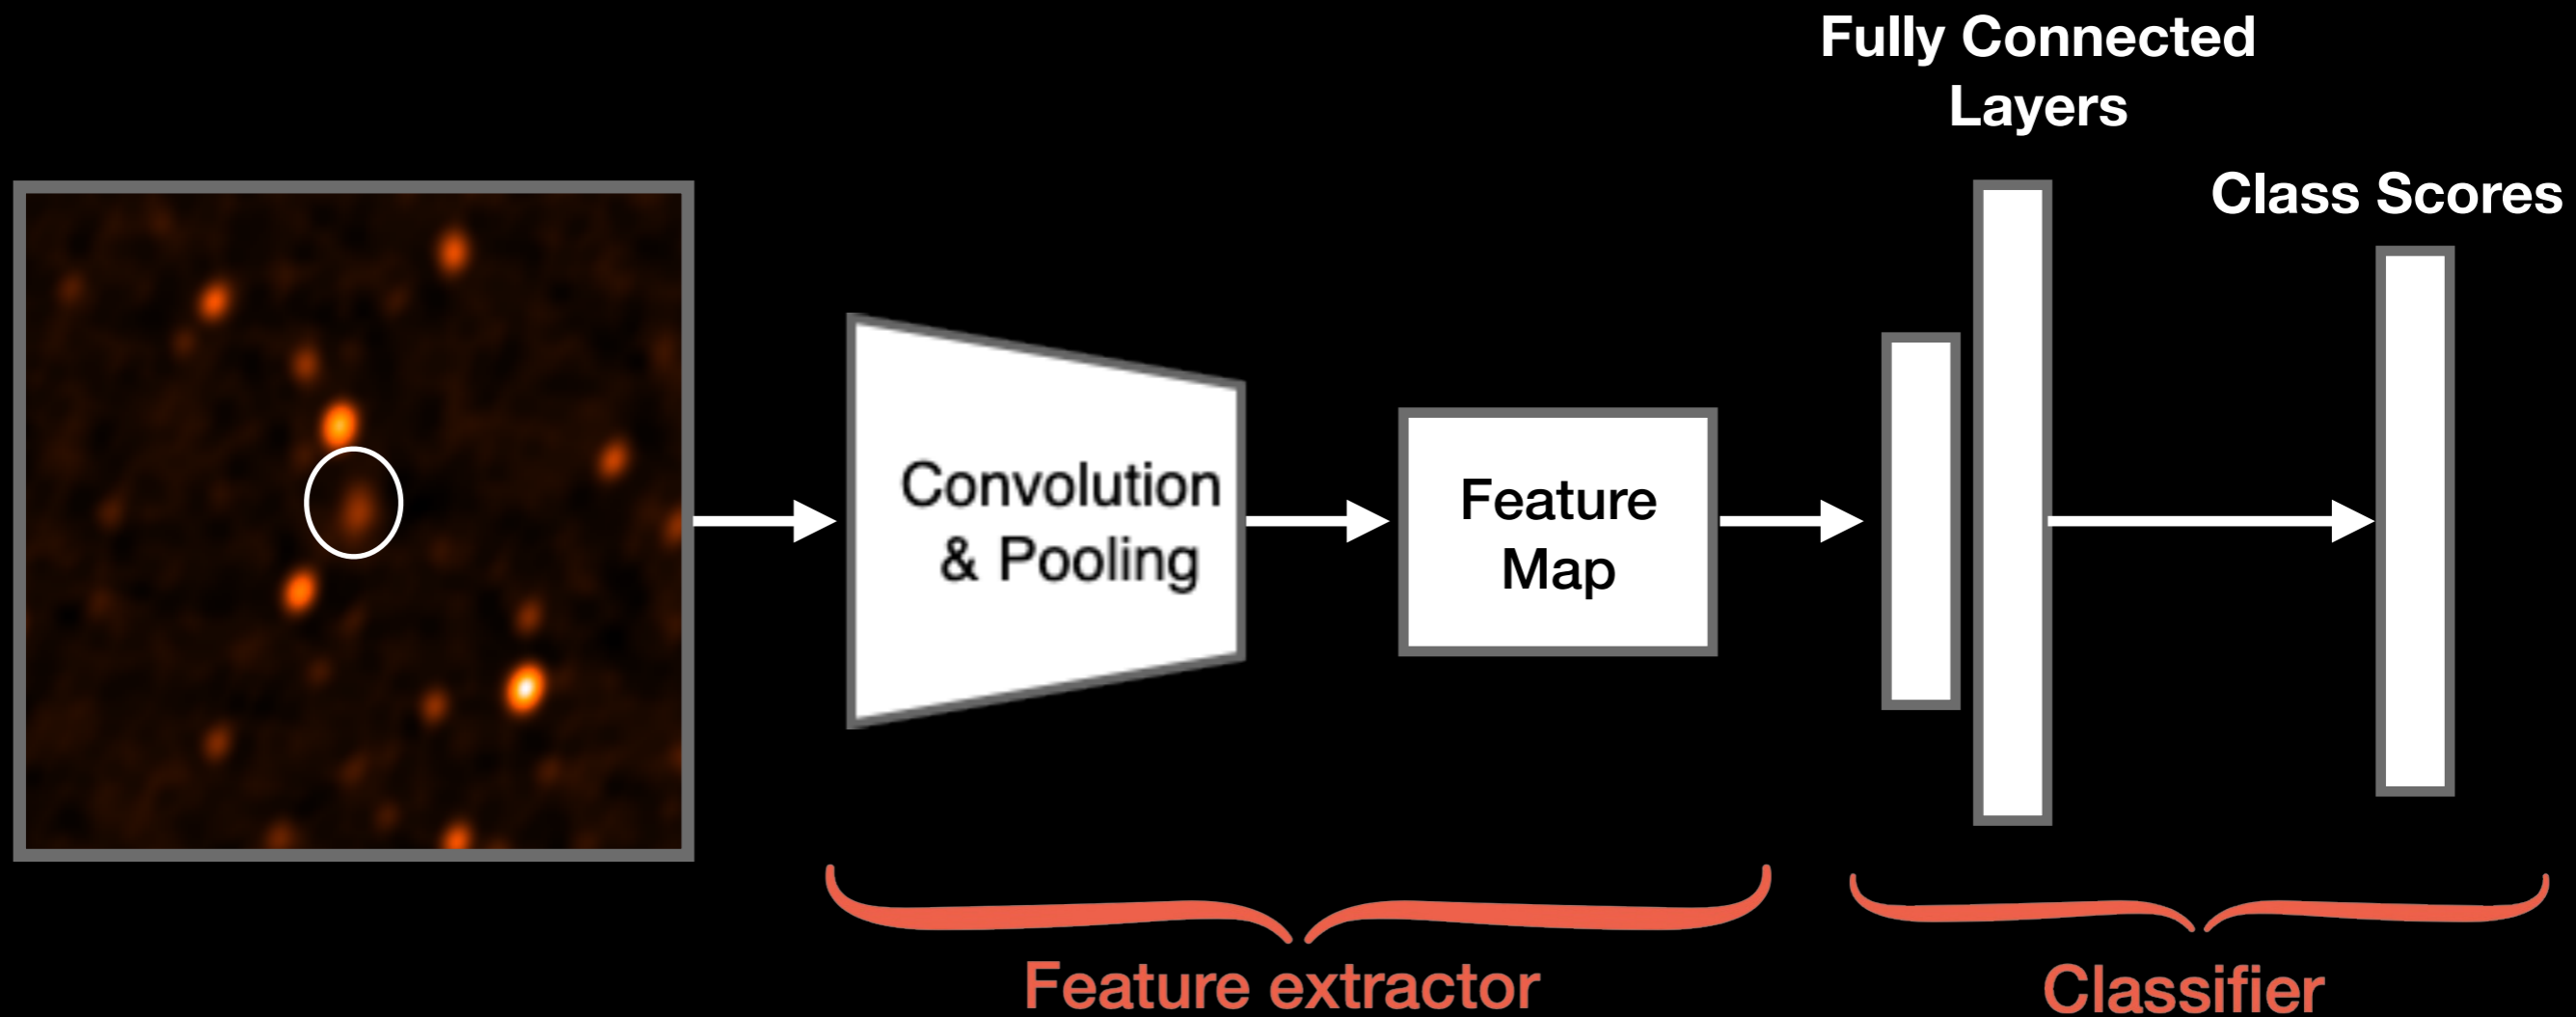 Fully Connected
Layers
Class Scores
Convolution
& Pooling
Feature
Map
Feature extractor
Classifier